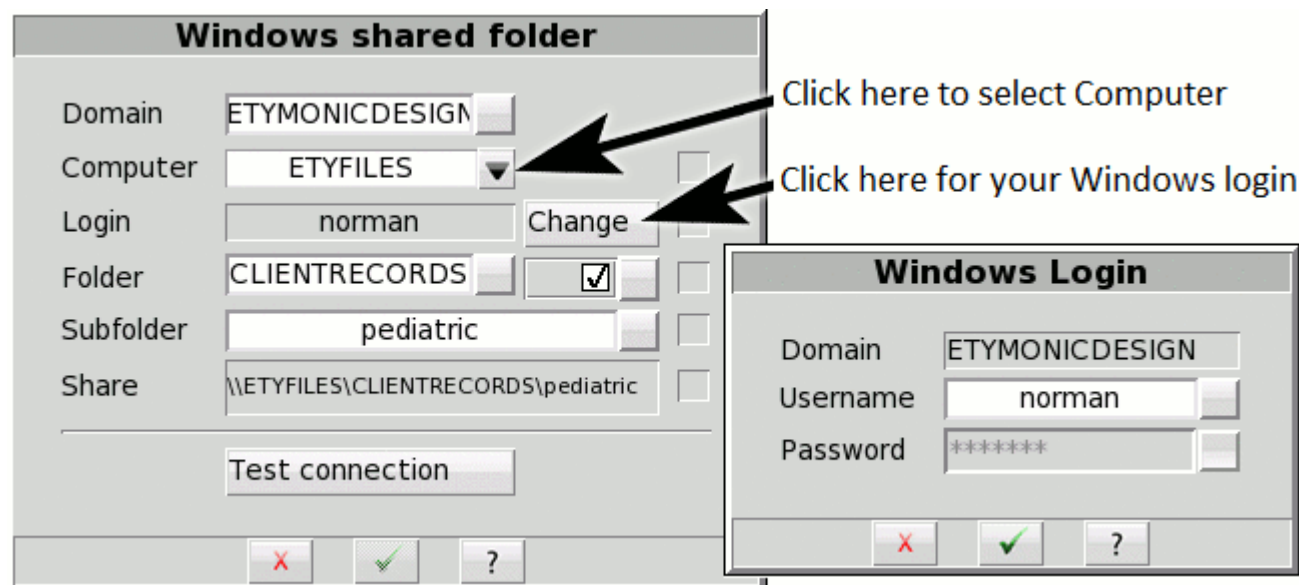 Windows shared folder
Domain ETYMONICDESIGN
Click here to select Computer
Computer ETYFILES
Click here for your Windows login
Login norman Change
Folder CLIENTRECORDS
Subfolder pediatric
Share \\ETYFILES\CLIENTRECORDS\pediatric
Test connection
X ?
Windows Login
Domain ETYMONICDESIGN
Username norman
Password *******
X ?